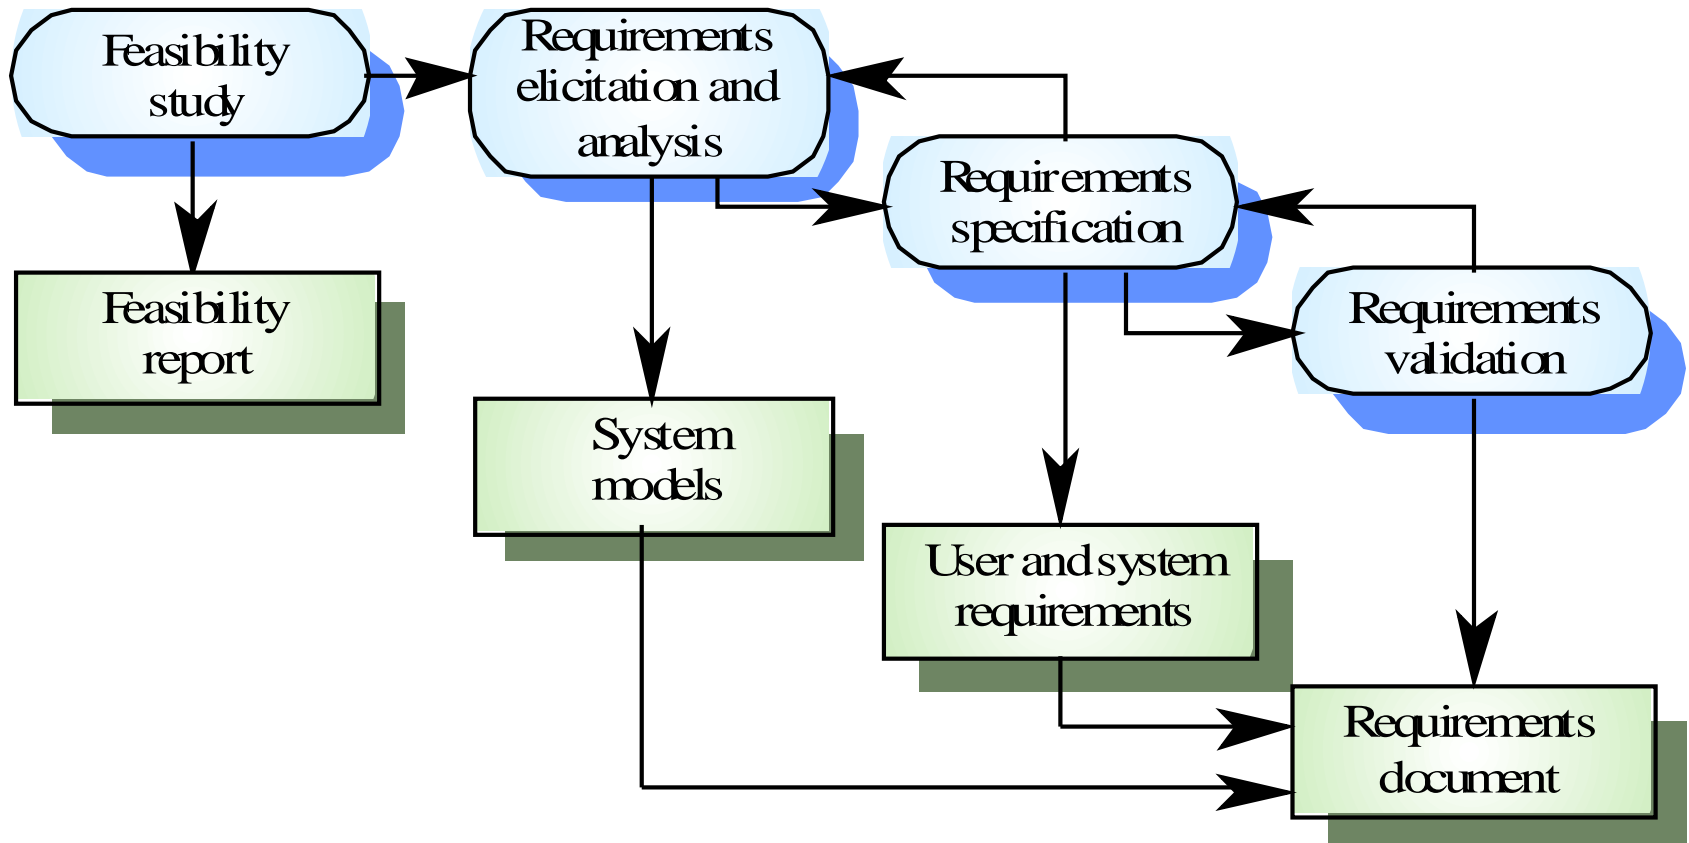 Feasibility
study
Requirements
elicitation and
analysis
Requirements
specification
Requirements
validation
Feasibility
report
System
models
User and system
requirements
Requirements
document